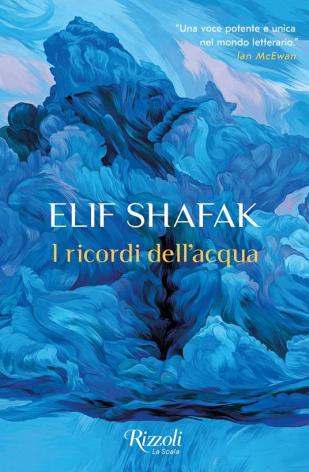 "Una voce potente e unica
nel mondo letterario."
Ian McEwan
ELIF SHAFAK
I ricordi dell'acqua
Rizzoli
La Scala